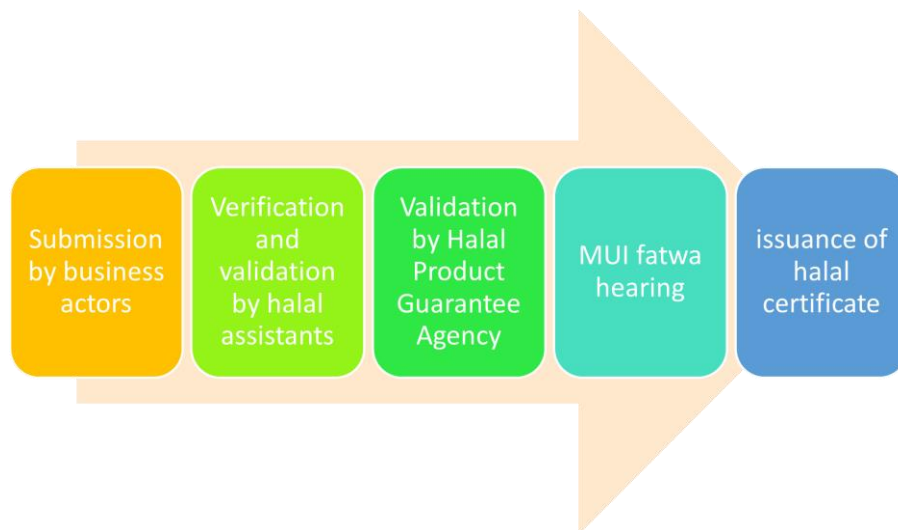 Submission
by business
actors
Verification
and
validation
by halal
assistants
Validation
by Halal
Product
Guarantee
Agency
MUI fatwa
hearing
issuance of
halal
certificate